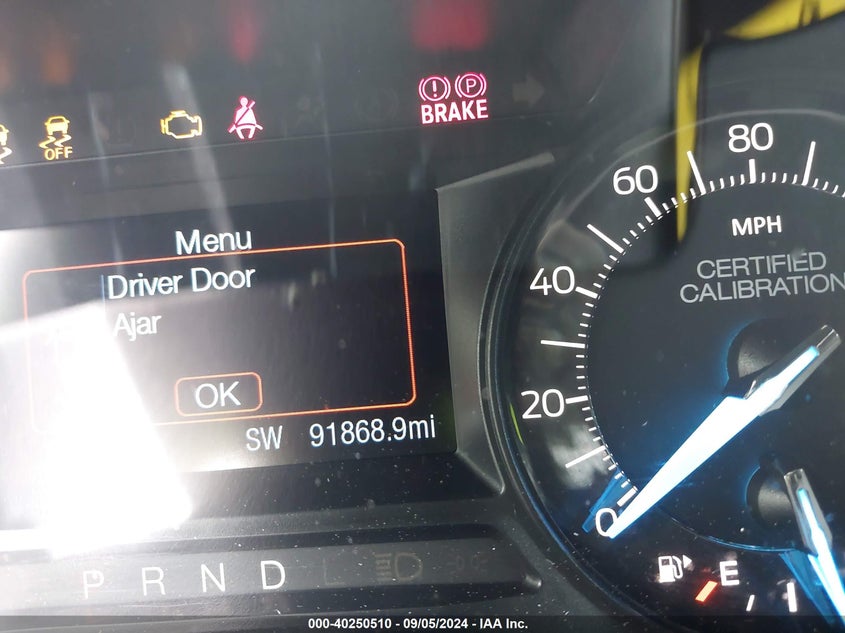 OFF
BRAKE
P
80
60
MPH
CERTIFIED
CALIBRATION
40
20
0
Menu
Driver Door
Ajar
OK
SW 91868.9mi
P R N D L
E
000-40250510 - 09/05/2024 - IAA Inc.